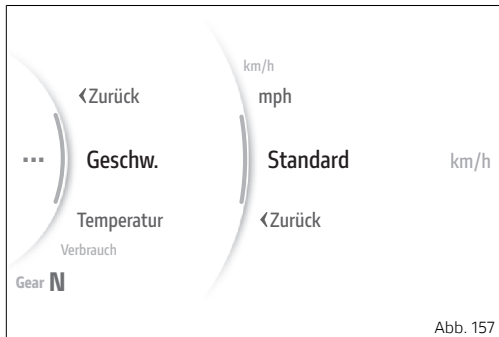 km/h
‹Zurück
mph
...
Geschw.
Standard
km/h
Temperatur
‹Zurück
Verbrauch
Gear N
Abb. 157